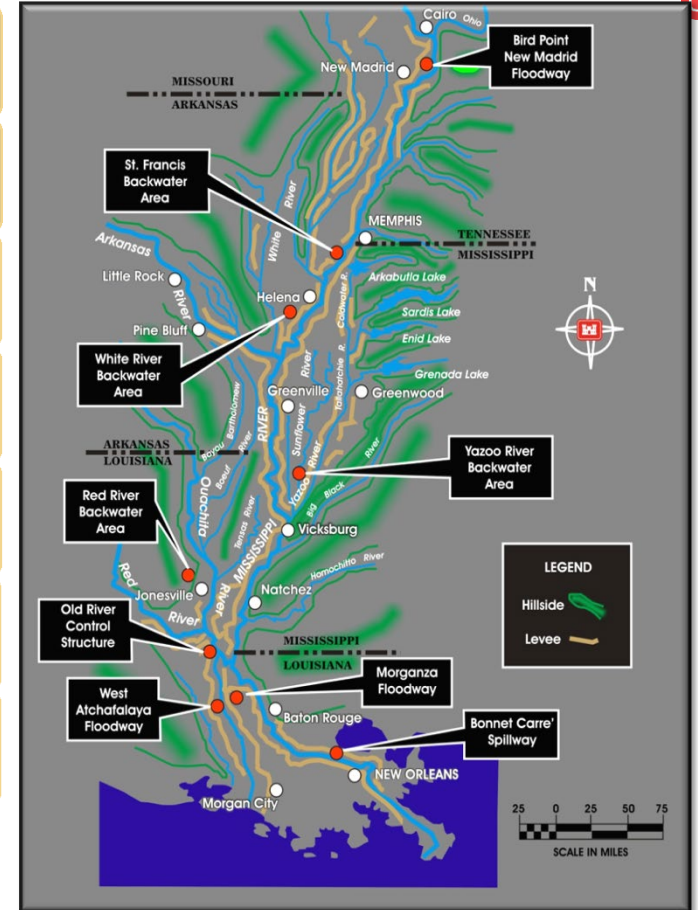 Cairo
Ohio
Bird Point
New Madrid
Floodway
New Madrid
MISSOURI
ARKANSAS
St. Francis
Backwater
Area
White River
MEMPHIS
TENNESSEE
MISSISSIPPI
Arkansas River
Little Rock
Helena
Coldwater R.
Arkabutla Lake
Sardis Lake
Enid Lake
Grenada Lake
Pine Bluff
White River
Backwater
Area
Greenville
Greenwood
Tallahatchie R.
Sunflower River
Bayou Bartholomew
Boeuf River
RIVER
ARKANSAS
LOUISIANA
Ouachita
Tensas River
Yazoo River
Big Black River
Yazoo River
Backwater
Area
Red River
Backwater
Area
MISSISSIPPI
River
Vicksburg
Homochitto River
Jonesville
Natchez
Red River
Old River
Control
Structure
MISSISSIPPI
LOUISIANA
West
Atchafalaya
Floodway
Morganza
Floodway
Baton Rouge
Bonnet Carre'
Spillway
NEW ORLEANS
Morgan City
N
LEGEND
Hillside
Levee
25 0 25 50 75
SCALE IN MILES